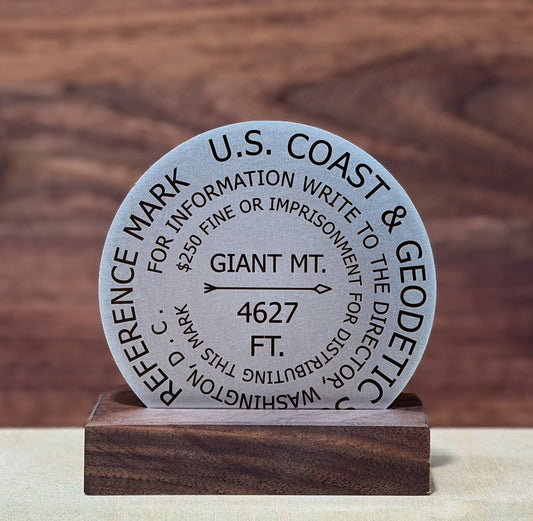 U.S. COAST & GEODETIC S
REFERENCE MARK
FOR INFORMATION WRITE TO THE DIRECTOR, WASHINGTON, D.C.
$250 FINE OR IMPRISONMENT FOR DISTRIBUTING THIS MARK
GIANT MT.
4627
FT.